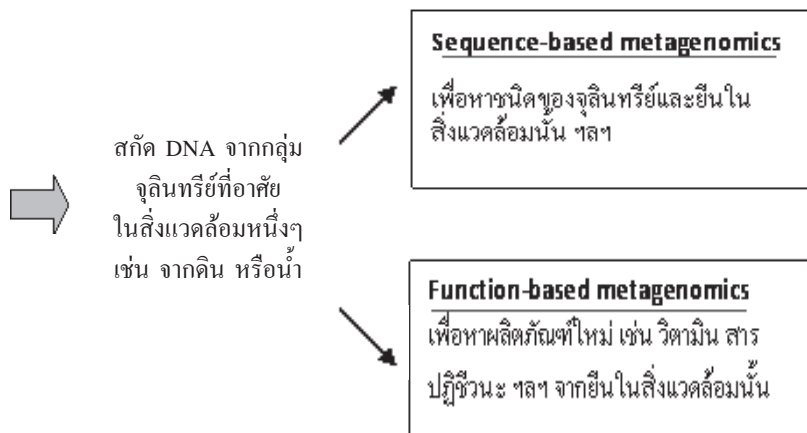 สกัด DNA จากกลุ่ม
จุลินทรีย์ที่อาศัย
ในสิ่งแวดล้อมหนึ่งๆ
เช่น จากดิน หรือน้ำ
Sequence-based metagenomics
เพื่อหาชนิดของจุลินทรีย์และยีนใน
สิ่งแวดล้อมนั้น ฯลฯ
Function-based metagenomics
เพื่อหาผลิตภัณฑ์ใหม่ เช่น วิตามิน สาร
ปฏิชีวนะ ฯลฯ จากยีนในสิ่งแวดล้อมนั้น